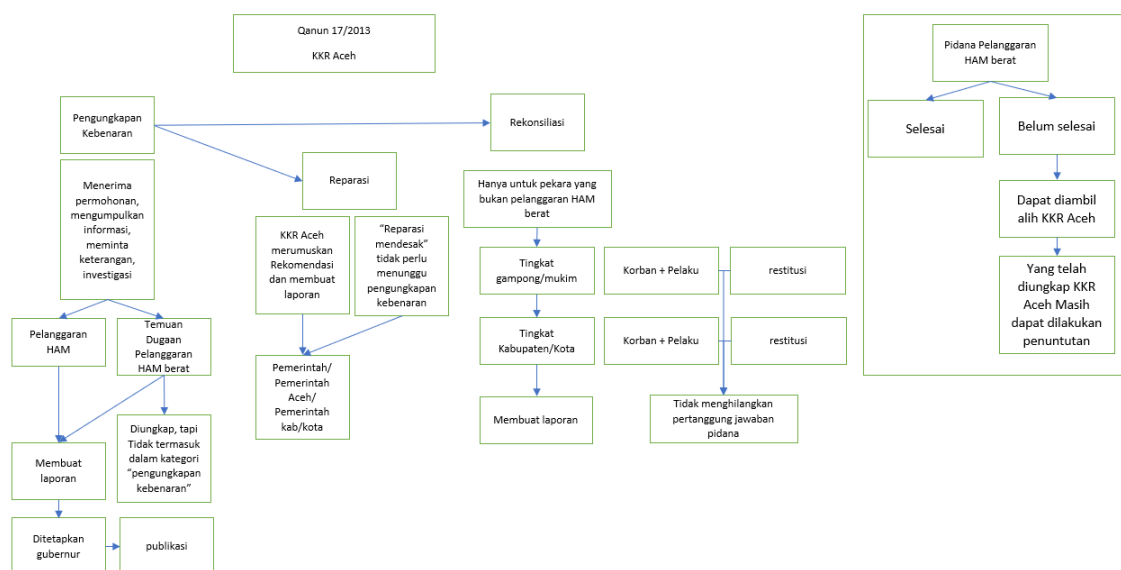 Qanun 17/2013
KKR Aceh
Pengungkapan
Kebenaran
Rekonsiliasi
Reparasi
Menerima
permohonan,
mengumpulkan
informasi,
meminta
keterangan,
investigasi
Pelanggaran
HAM
Temuan
Dugaan
Pelanggaran
HAM berat
Membuat
laporan
Diungkap, tapi
Tidak termasuk
dalam kategori
“pengungkapan
kebenaran”
Ditetapkan
gubernur
publikasi
KKR Aceh
merumuskan
Rekomendasi
dan membuat
laporan
“Reparasi
mendesak”
tidak perlu
menunggu
pengungkapan
kebenaran
Pemerintah/
Pemerintah
Aceh/
Pemerintah
kab/kota
Hanya untuk pekara yang
bukan pelanggaran HAM
berat
Tingkat
gampong/mukim
Korban + Pelaku
restitusi
Tingkat
Kabupaten/Kota
Korban + Pelaku
restitusi
Membuat laporan
Tidak menghilangkan
pertanggung jawaban
pidana
Pidana Pelanggaran
HAM berat
Selesai
Belum selesai
Dapat diambil
alih KKR Aceh
Yang telah
diungkap KKR
Aceh Masih
dapat dilakukan
penuntutan